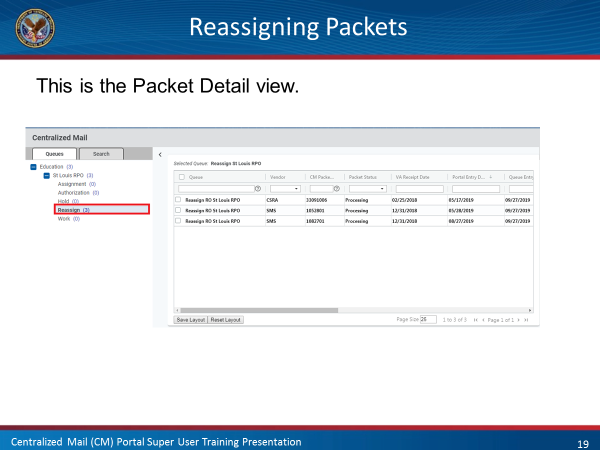 Reassigning Packets
This is the Packet Detail view.
Centralized Mail
Queues Search
Education (3)
St Louis RPO (3)
Assignment (0)
Authorization (0)
Hold (0)
Reassign (3)
Work (0)
Selected Queue: Reassign St Louis RPO
Queue Vendor CM Packe... Packet Status VA Receipt Date Portal Entry D... Queue Entry
Reassign RO St Louis RPO CSRA 33091006 Processing 02/25/2018 05/17/2019 09/27/2019
Reassign RO St Louis RPO SMS 1052801 Processing 12/31/2018 05/28/2019 09/27/2019
Reassign RO St Louis RPO SMS 1082701 Processing 12/31/2018 08/27/2019 09/27/2019
Save Layout Reset Layout Page Size 25 1 to 3 of 3 Page 1 of 1
Centralized Mail (CM) Portal Super User Training Presentation 19